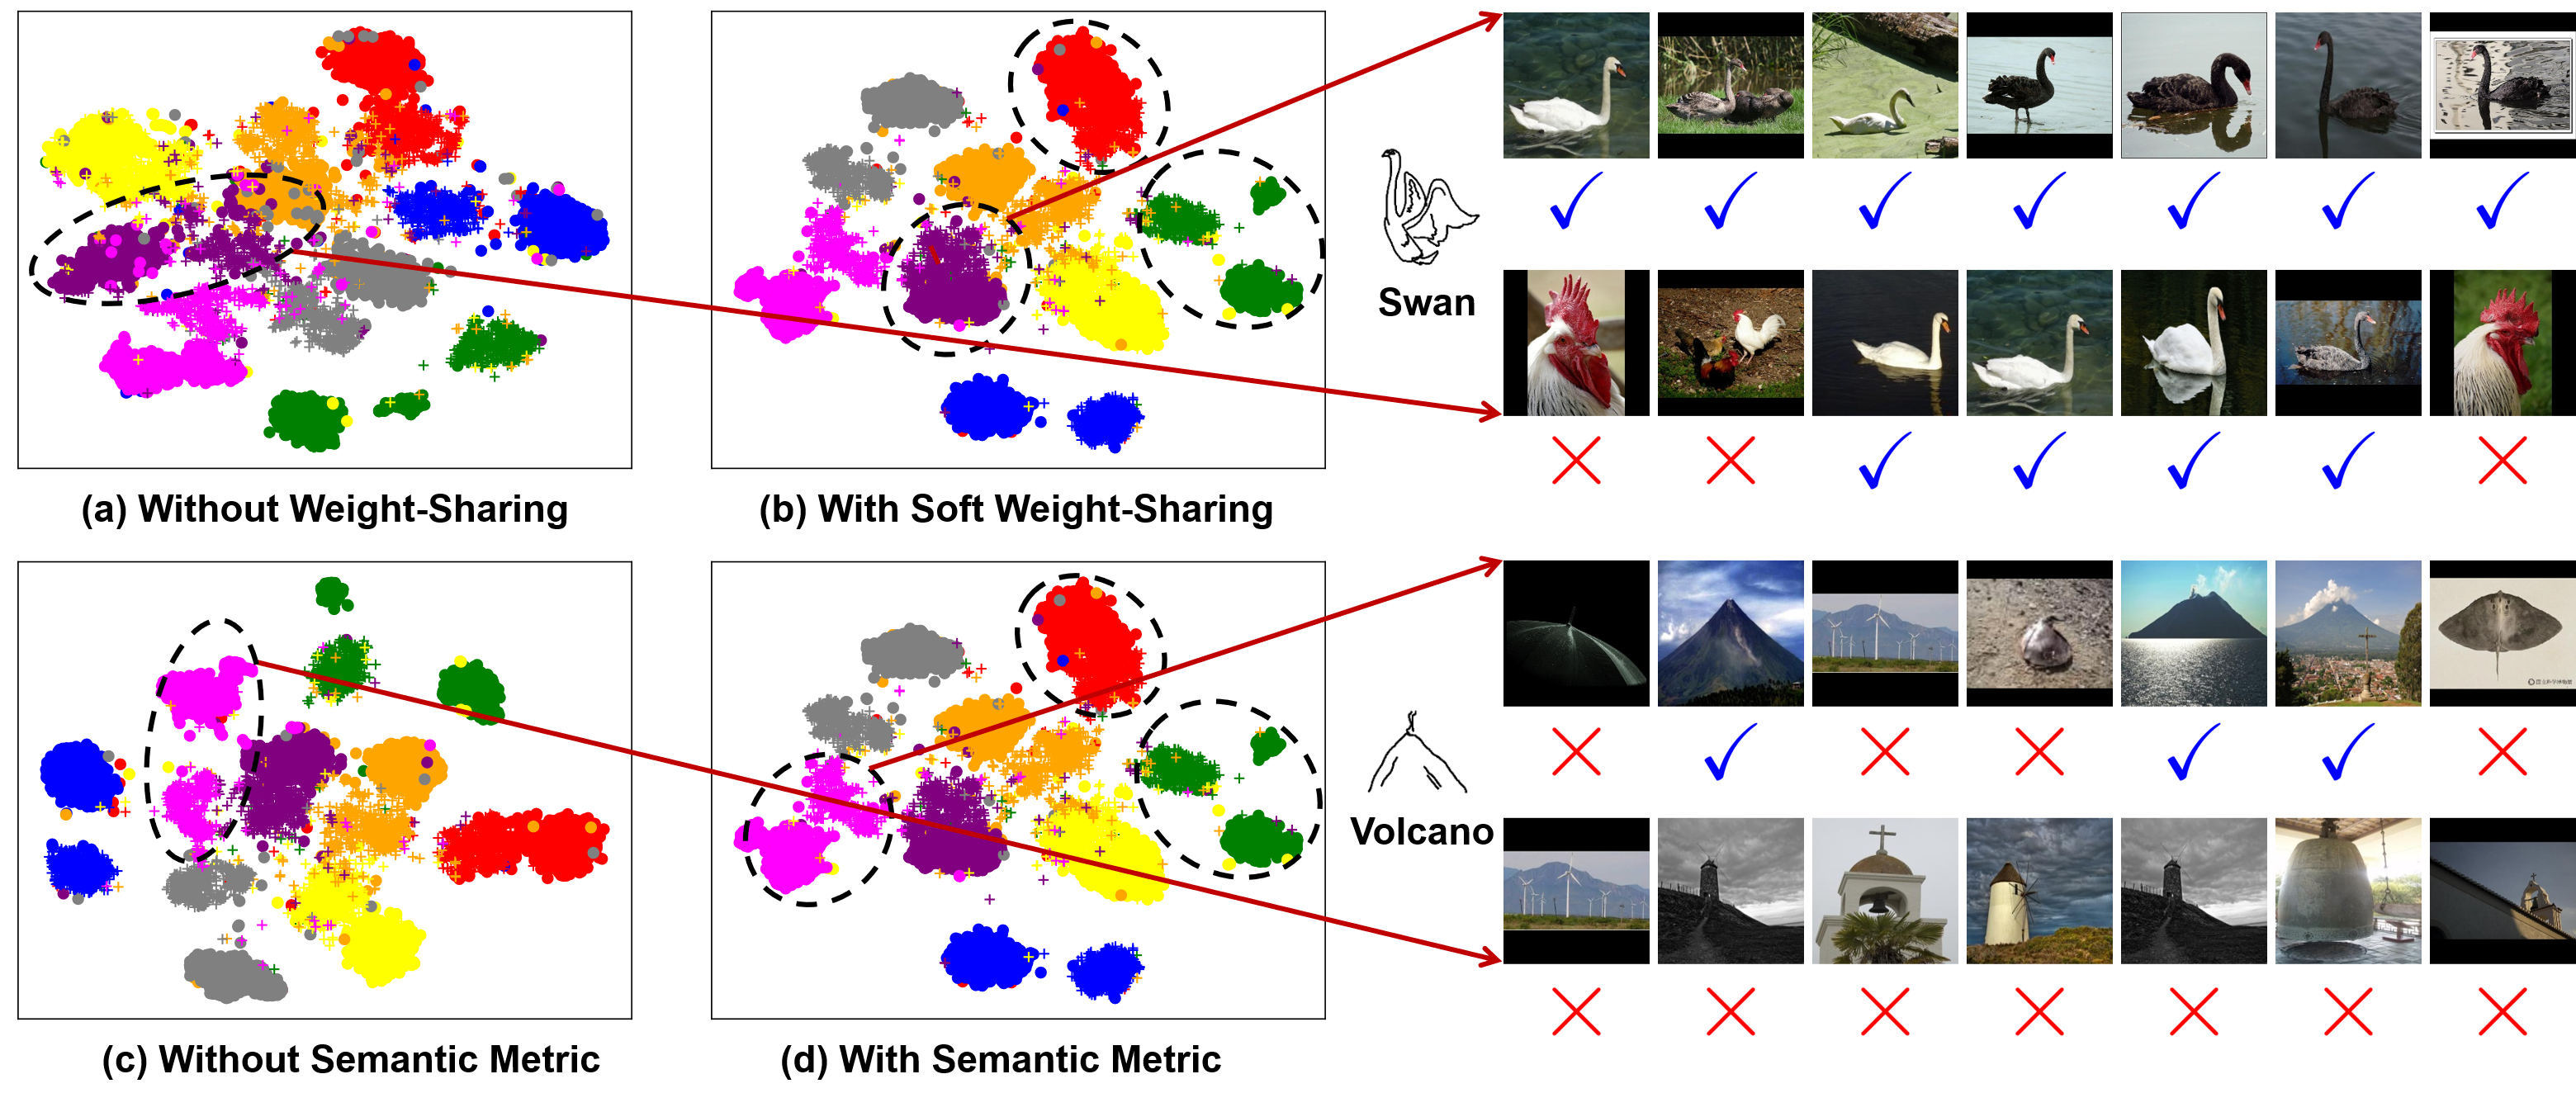 Swan
(a) Without Weight-Sharing
(b) With Soft Weight-Sharing
Volcano
(c) Without Semantic Metric
(d) With Semantic Metric